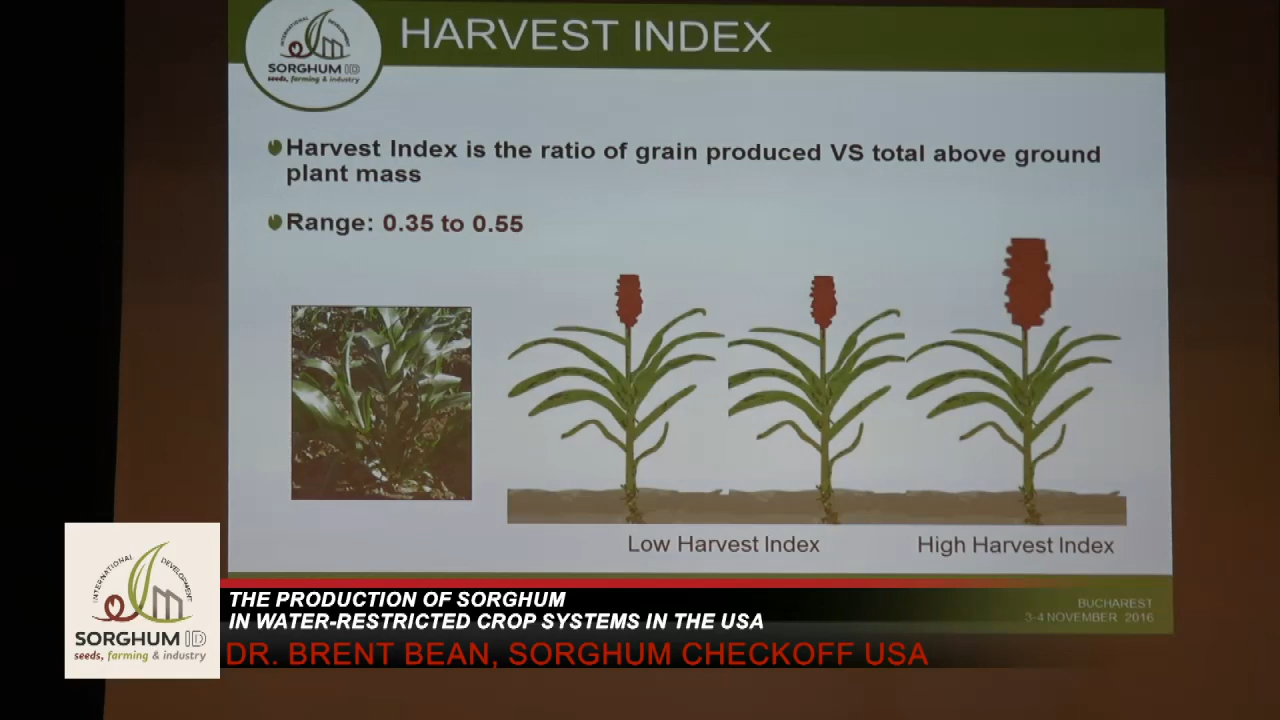 INTERNATIONAL DEVELOPMENT
SORGHUM ID
seeds, farming & industry
HARVEST INDEX
Harvest Index is the ratio of grain produced VS total above ground
plant mass
Range: 0.35 to 0.55
Low Harvest Index
High Harvest Index
BUCHAREST
3-4 NOVEMBER 2016
INTERNATIONAL DEVELOPMENT
SORGHUM ID
seeds, farming & industry
THE PRODUCTION OF SORGHUM
IN WATER-RESTRICTED CROP SYSTEMS IN THE USA
DR. BRENT BEAN, SORGHUM CHECKOFF USA